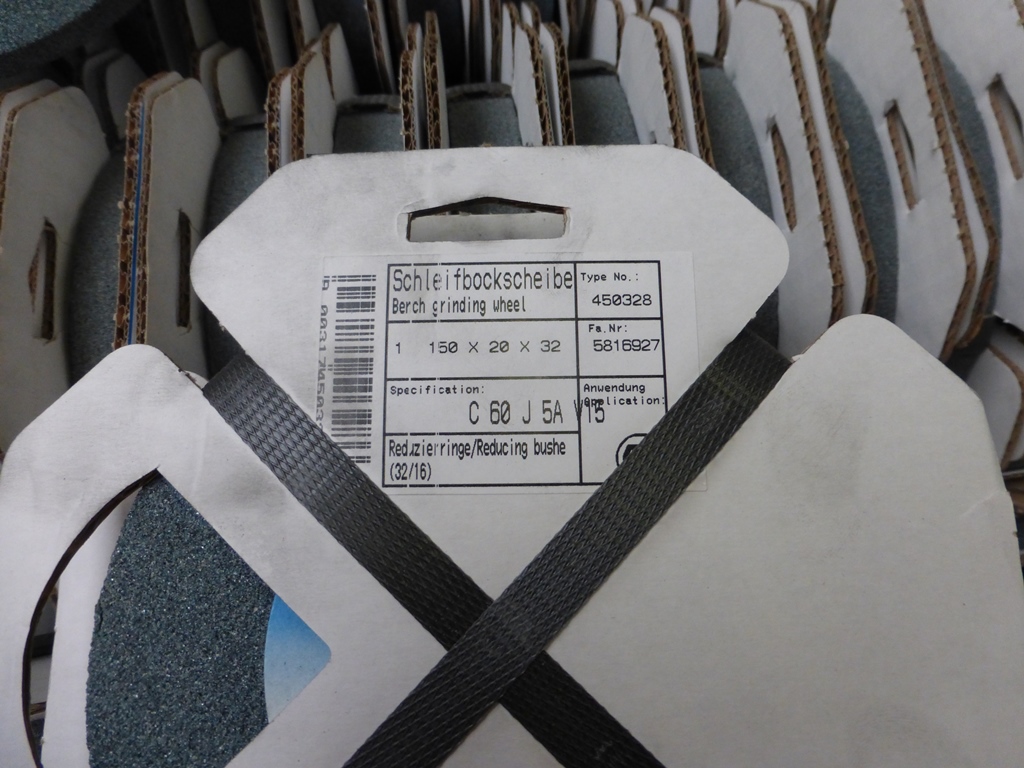 Schleifbockscheibe
Berch grinding wheel
Type No.:
450328
1 150 X 20 X 32
Fa.Nr:
5816927
Specification:
C 60 J 5A V15
Anwendung
Application:
Reduzierringe/Reducing bushe
(32/16)